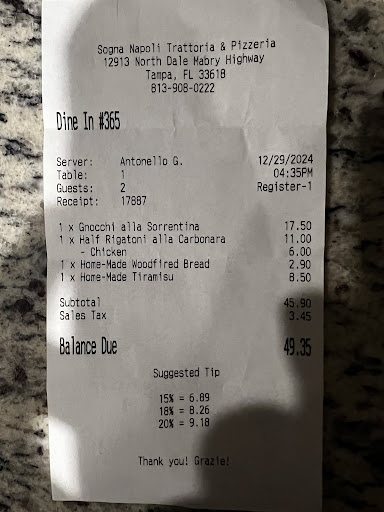 Sogna Napoli Trattoria & Pizzeria
12913 North Dale Mabry Highway
Tampa, FL 33618
813-908-0222
Dine In #365
Server: Antonello G. 12/29/2024
Table: 1 04:35PM
Guests: 2 Register-1
Receipt: 17887
1 x Gnocchi alla Sorrentina 17.50
1 x Half Rigatoni alla Carbonara 11.00
- Chicken 6.00
1 x Home-Made Woodfired Bread 2.90
1 x Home-Made Tiramisu 8.50
Subtotal 45.90
Sales Tax 3.45
Balance Due 49.35
Suggested Tip
15% = 6.89
18% = 8.26
20% = 9.18
Thank you! Grazie!